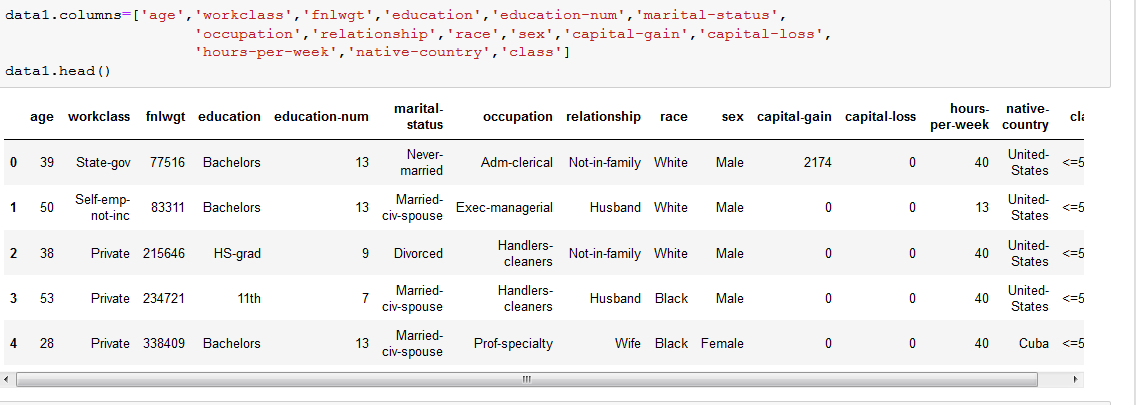 data1.columns=['age','workclass','fnlwgt','education','education-num','marital-status',
'occupation','relationship','race','sex','capital-gain','capital-loss',
'hours-per-week','native-country','class']
data1.head()
age workclass fnlwgt education education-num marital-status occupation relationship race sex capital-gain capital-loss hours-per-week native-country cla
0 39 State-gov 77516 Bachelors 13 Never-married Adm-clerical Not-in-family White Male 2174 0 40 United-States <=5
1 50 Self-emp-not-inc 83311 Bachelors 13 Married-civ-spouse Exec-managerial Husband White Male 0 0 13 United-States <=5
2 38 Private 215646 HS-grad 9 Divorced Handlers-cleaners Not-in-family White Male 0 0 40 United-States <=5
3 53 Private 234721 11th 7 Married-civ-spouse Handlers-cleaners Husband Black Male 0 0 40 United-States <=5
4 28 Private 338409 Bachelors 13 Married-civ-spouse Prof-specialty Wife Black Female 0 0 40 Cuba <=5